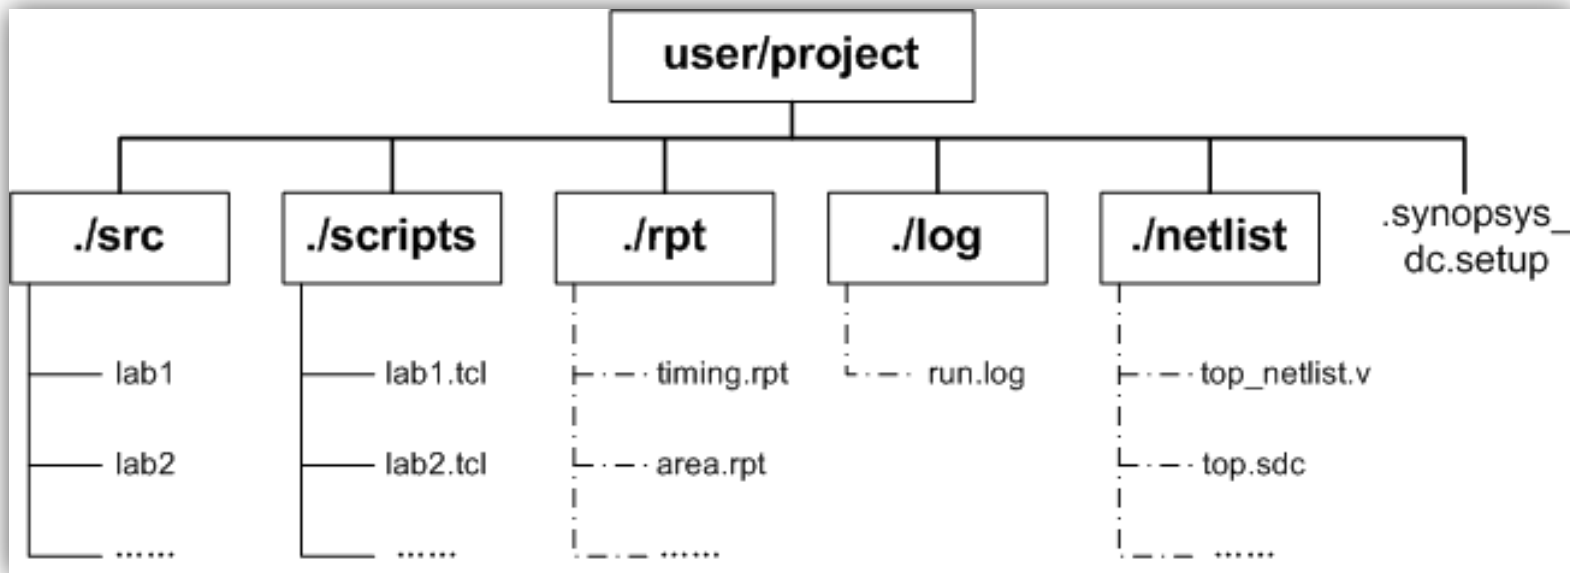 user/project
./src
./scripts
./rpt
./log
./netlist
.synopsys_
dc.setup
lab1
lab1.tcl
timing.rpt
run.log
top_netlist.v
lab2
lab2.tcl
area.rpt
top.sdc
......
......
......
......